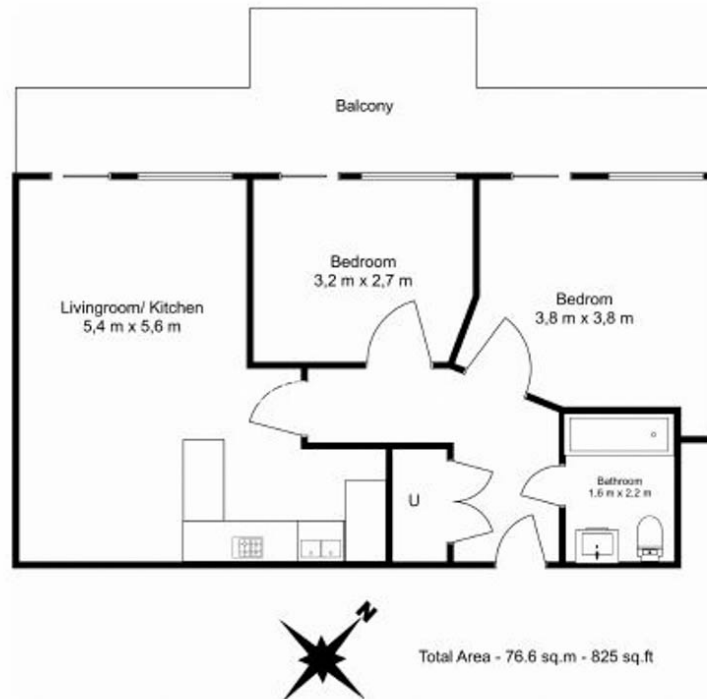 Balcony
Bedroom
3,2 m x 2,7 m
Livingroom/ Kitchen
5,4 m x 5,6 m
Bedrom
3,8 m x 3,8 m
Bathroom
1.6 m x 2.2 m
U
N
Total Area - 76.6 sq.m - 825 sq.ft